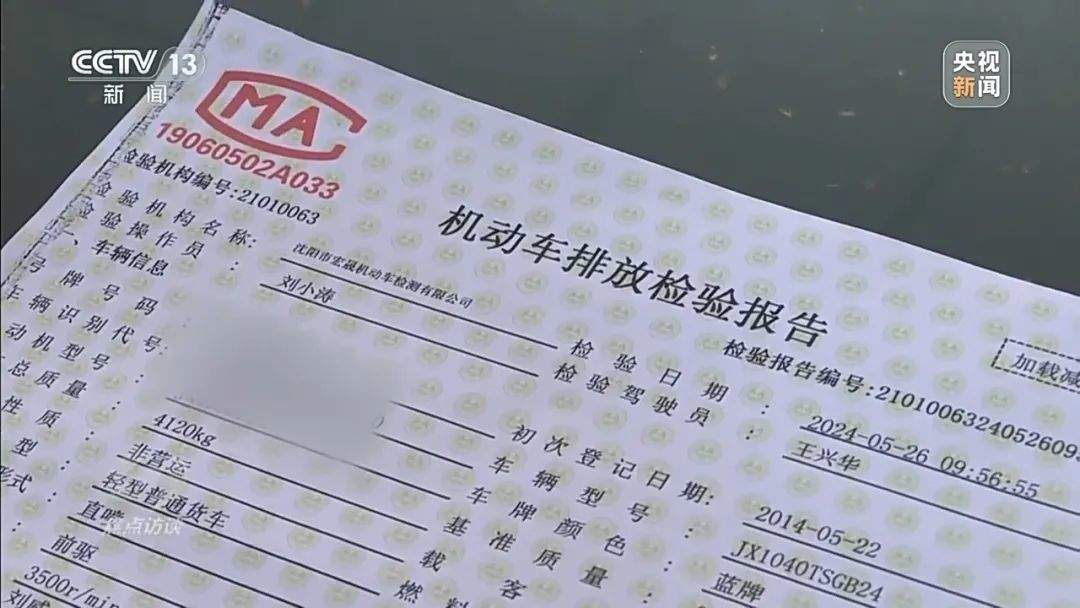 CCTV 13
新闻
央视
新闻
MA
19060502A033
检验机构编号:21010063
机动车排放检验报告
检验报告编号:210100632405260
加载减
检验机构名称: 沈阳市宏晟机动车检测有限公司 检验日期: 2024-05-26 09:56:55
检验操作员: 刘小涛 检验驾驶员: 王兴华
、车辆信息
号牌号码 初次登记日期: 2014-05-22
车辆识别代号: 车辆型号: JX1040TSGB24
动机型号: 车牌颜色: 蓝牌
总质量: 4120kg 基准质量:
性质: 非营运 载客
型: 轻型普通货车 燃料
形式: 直喷
焦点访谈
: 前驱
3500r/min
刘威